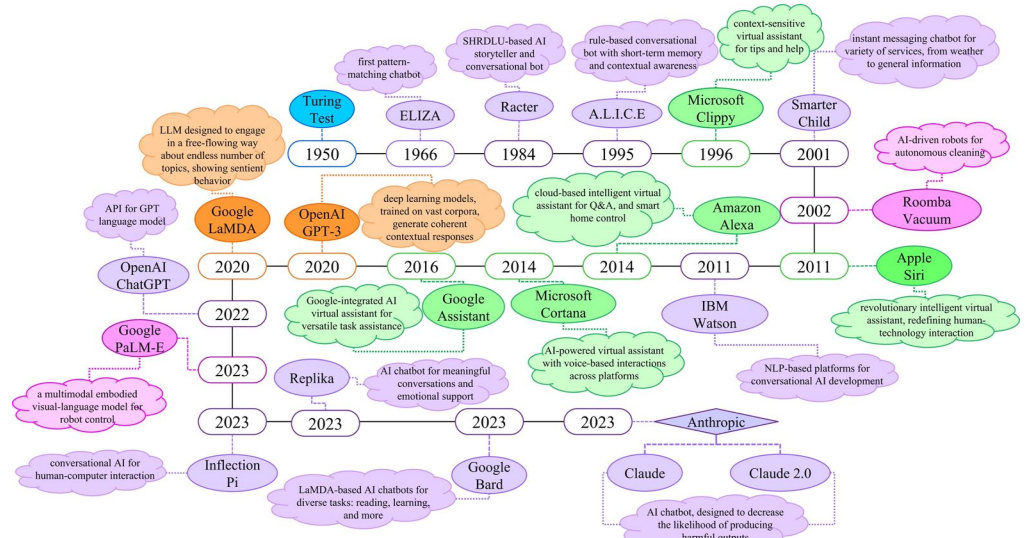 context-sensitive
virtual assistant
for tips and help
instant messaging chatbot for
variety of services, from weather
to general information
SHRDLU-based AI
storyteller and
conversational bot
rule-based conversational
bot with short-term memory
and contextual awareness
first pattern-
matching chatbot
Turing
Test
ELIZA
Racter
A.L.I.C.E
Microsoft
Clippy
Smarter
Child
1950
1966
1984
1995
1996
2001
LLM designed to engage
in a free-flowing way
about endless number of
topics, showing sentient
behavior
AI-driven robots for
autonomous cleaning
2002
Roomba
Vacuum
cloud-based intelligent virtual
assistant for Q&A, and smart
home control
Amazon
Alexa
deep learning models,
trained on vast corpora,
generate coherent
contextual responses
OpenAI
GPT-3
Google
LaMDA
API for GPT
language model
OpenAI
ChatGPT
2020
2020
2016
2014
2014
2011
2011
Apple
Siri
Google-integrated AI
virtual assistant for
versatile task assistance
Google
Assistant
Microsoft
Cortana
IBM
Watson
revolutionary intelligent virtual
assistant, redefining human-
technology interaction
2022
Google
PaLM-E
2023
AI-powered virtual assistant
with voice-based interactions
across platforms
NLP-based platforms for
conversational AI development
Replika
AI chatbot for meaningful
conversations and
emotional support
a multimodal embodied
visual-language model for
robot control
2023
2023
2023
2023
Anthropic
conversational AI for
human-computer interaction
Inflection
Pi
LaMDA-based AI chatbots for
diverse tasks: reading, learning,
and more
Google
Bard
Claude
Claude 2.0
AI chatbot, designed to decrease
the likelihood of producing
harmful outputs